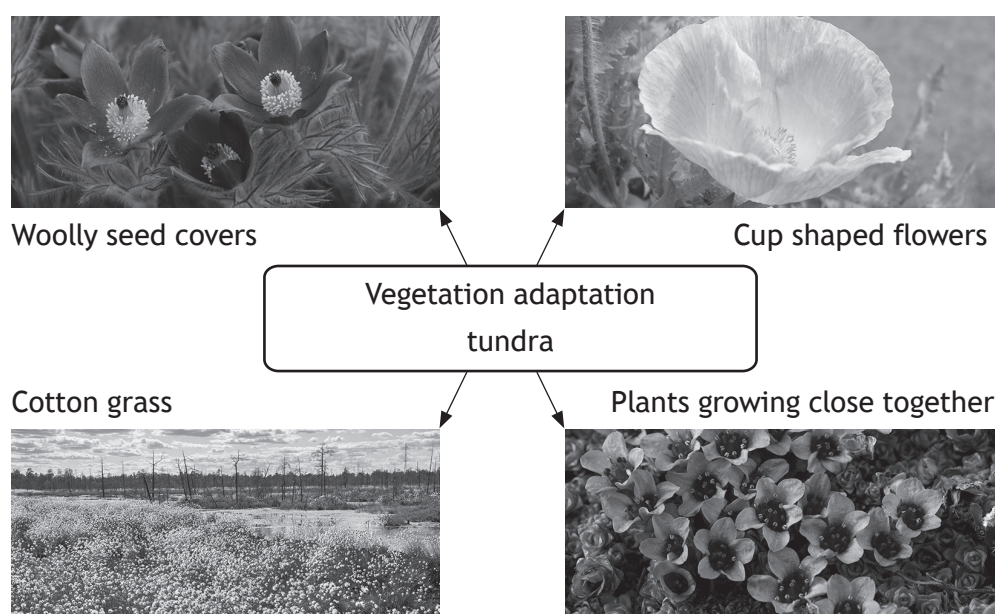 Woolly seed covers
Cup shaped flowers
Vegetation adaptation
tundra
Cotton grass
Plants growing close together